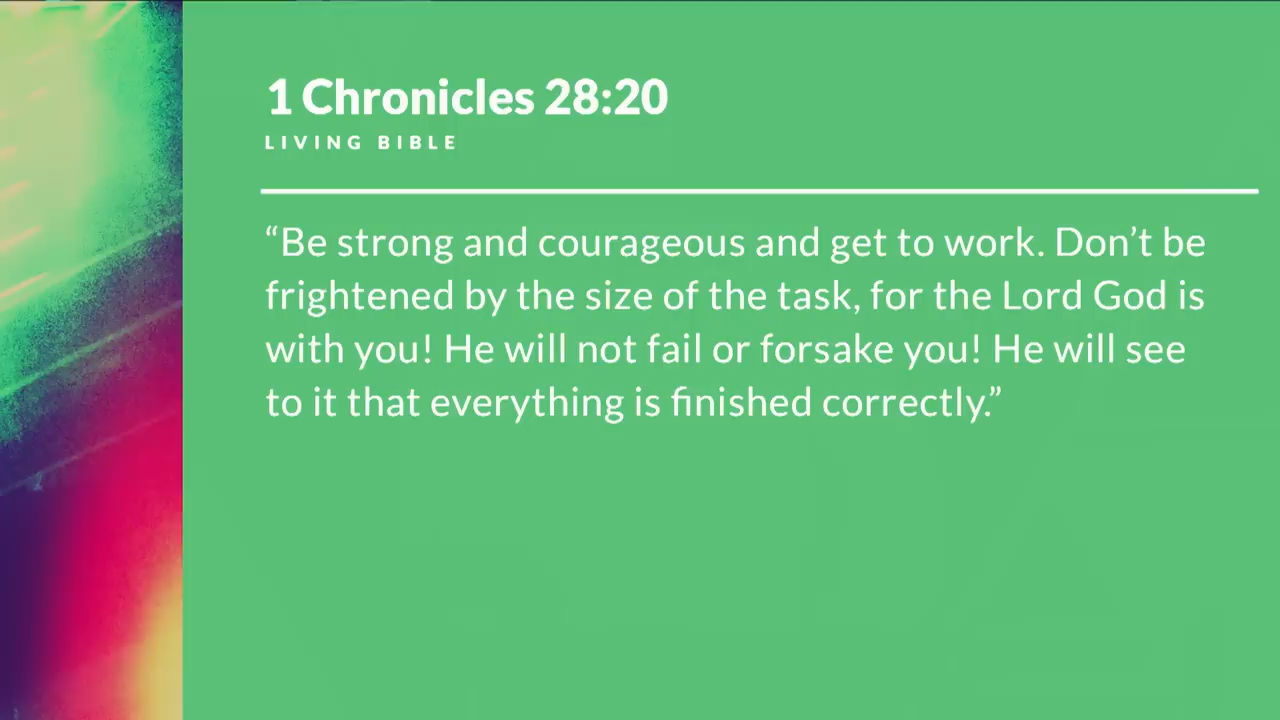 1 Chronicles 28:20
LIVING BIBLE
“Be strong and courageous and get to work. Don’t be
frightened by the size of the task, for the Lord God is
with you! He will not fail or forsake you! He will see
to it that everything is finished correctly.”